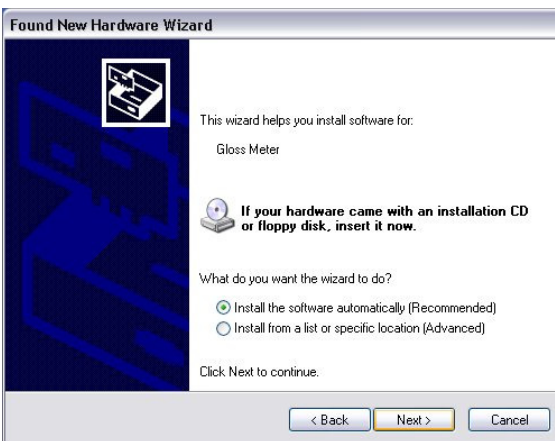 Found New Hardware Wizard
This wizard helps you install software for:
Gloss Meter
If your hardware came with an installation CD
or floppy disk, insert it now.
What do you want the wizard to do?
Install the software automatically (Recommended)
Install from a list or specific location (Advanced)
Click Next to continue.
< Back Next > Cancel